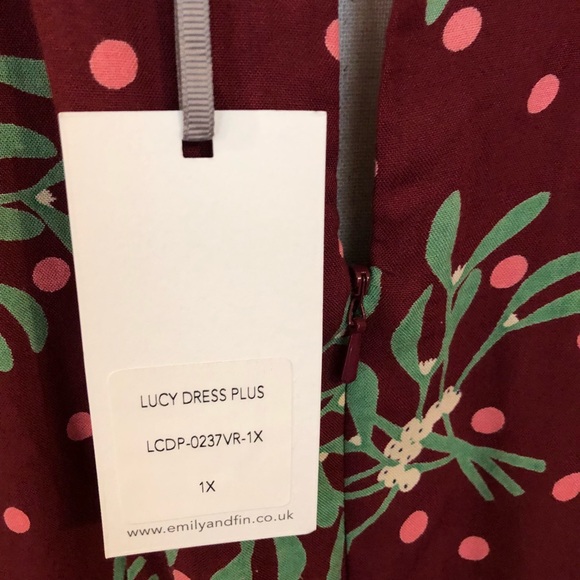 LUCY DRESS PLUS
LCDP-0237VR-1X
1X
www.emilyandfin.co.uk